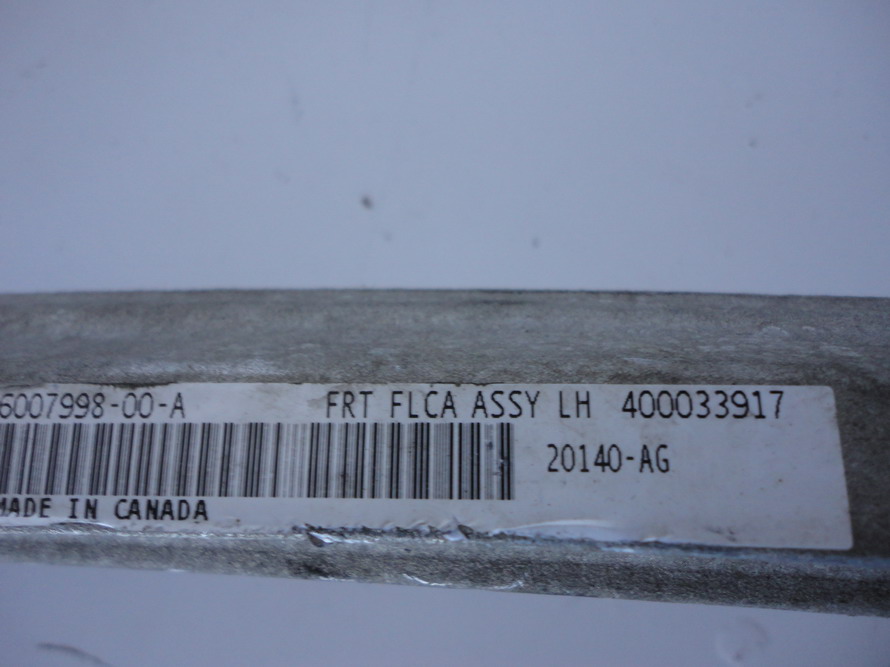 6007998-00-A FRT FLCA ASSY LH 400033917
20140-AG
MADE IN CANADA